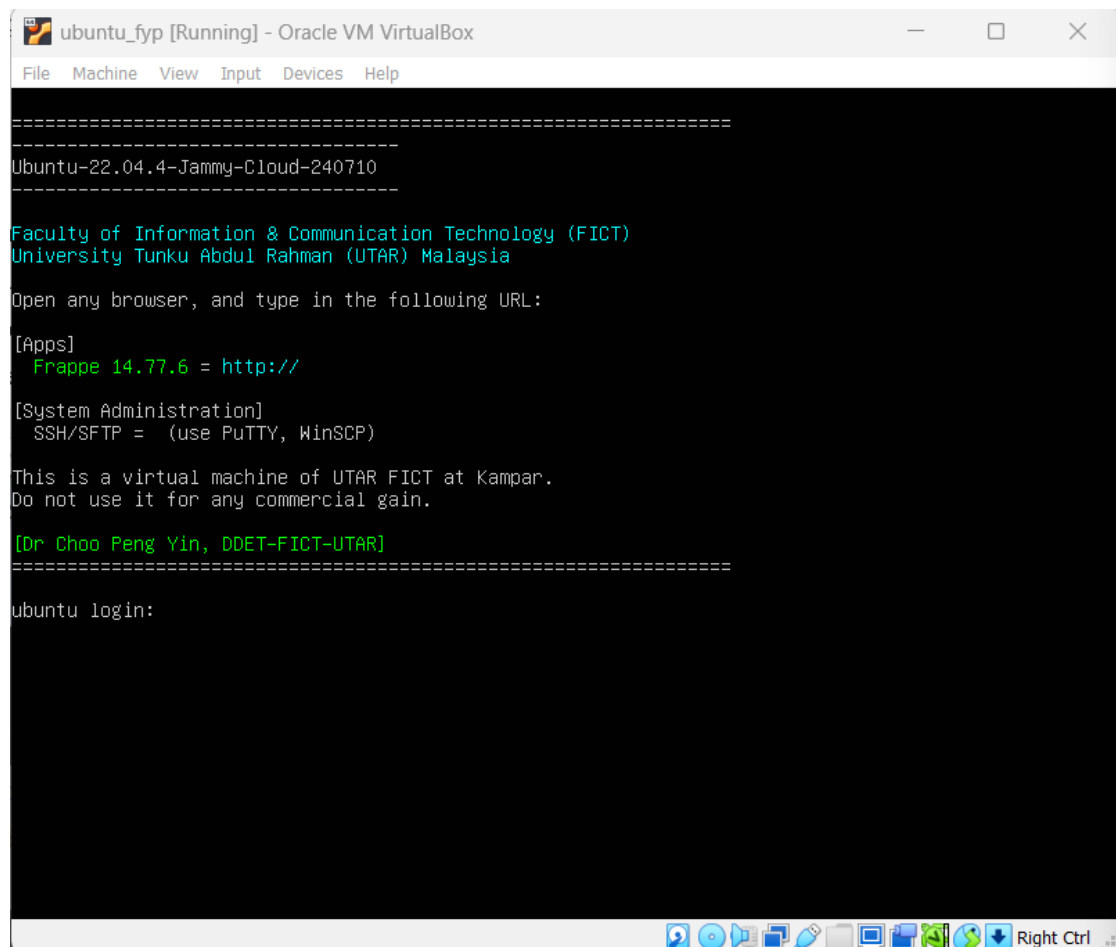 ubuntu_fyp [Running] - Oracle VM VirtualBox
File Machine View Input Devices Help
=================================================================
-----------------------------------
Ubuntu-22.04.4-Jammy-Cloud-240710
-----------------------------------
Faculty of Information & Communication Technology (FICT)
University Tunku Abdul Rahman (UTAR) Malaysia
Open any browser, and type in the following URL:
[Apps]
Frappe 14.77.6 = http://
[System Administration]
SSH/SFTP = (use PuTTY, WinSCP)
This is a virtual machine of UTAR FICT at Kampar.
Do not use it for any commercial gain.
[Dr Choo Peng Yin, DDET-FICT-UTAR]
=================================================================
ubuntu login:
Right Ctrl